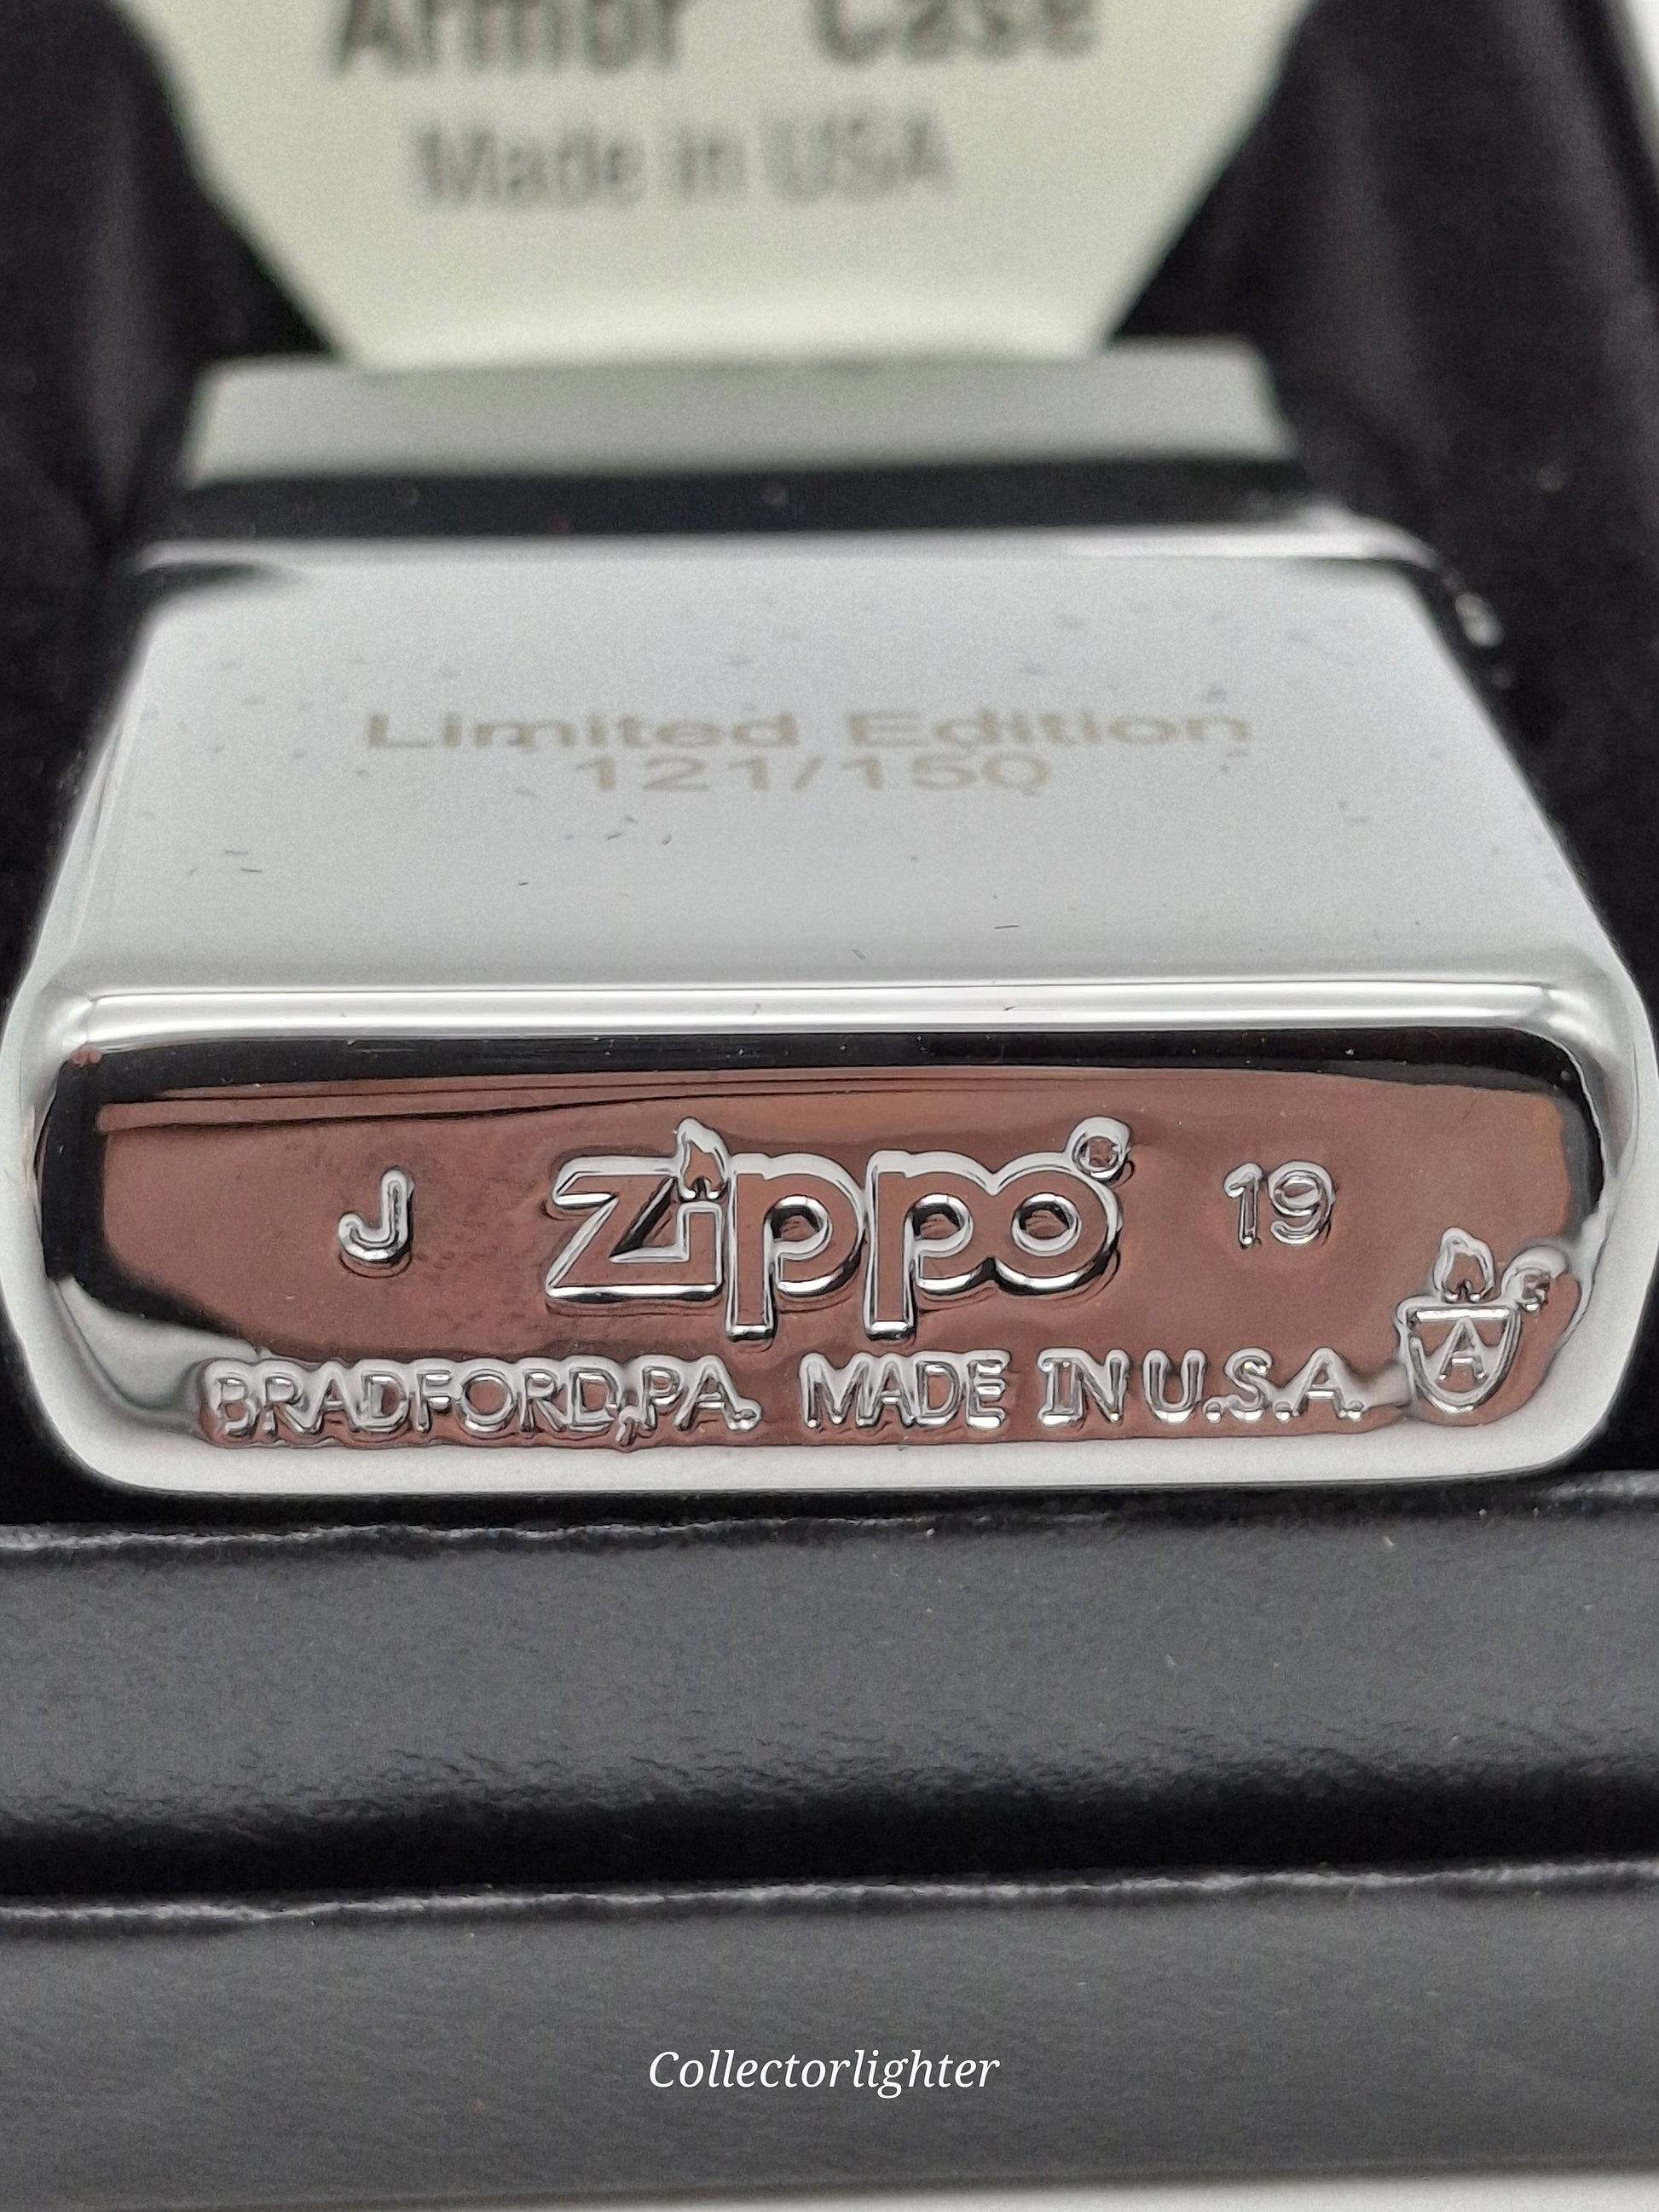 Armor Case
Made in USA
Limited Edition
121/150
J zippo 19
A
BRADFORD,PA. MADE IN U.S.A.
Collectorlighter